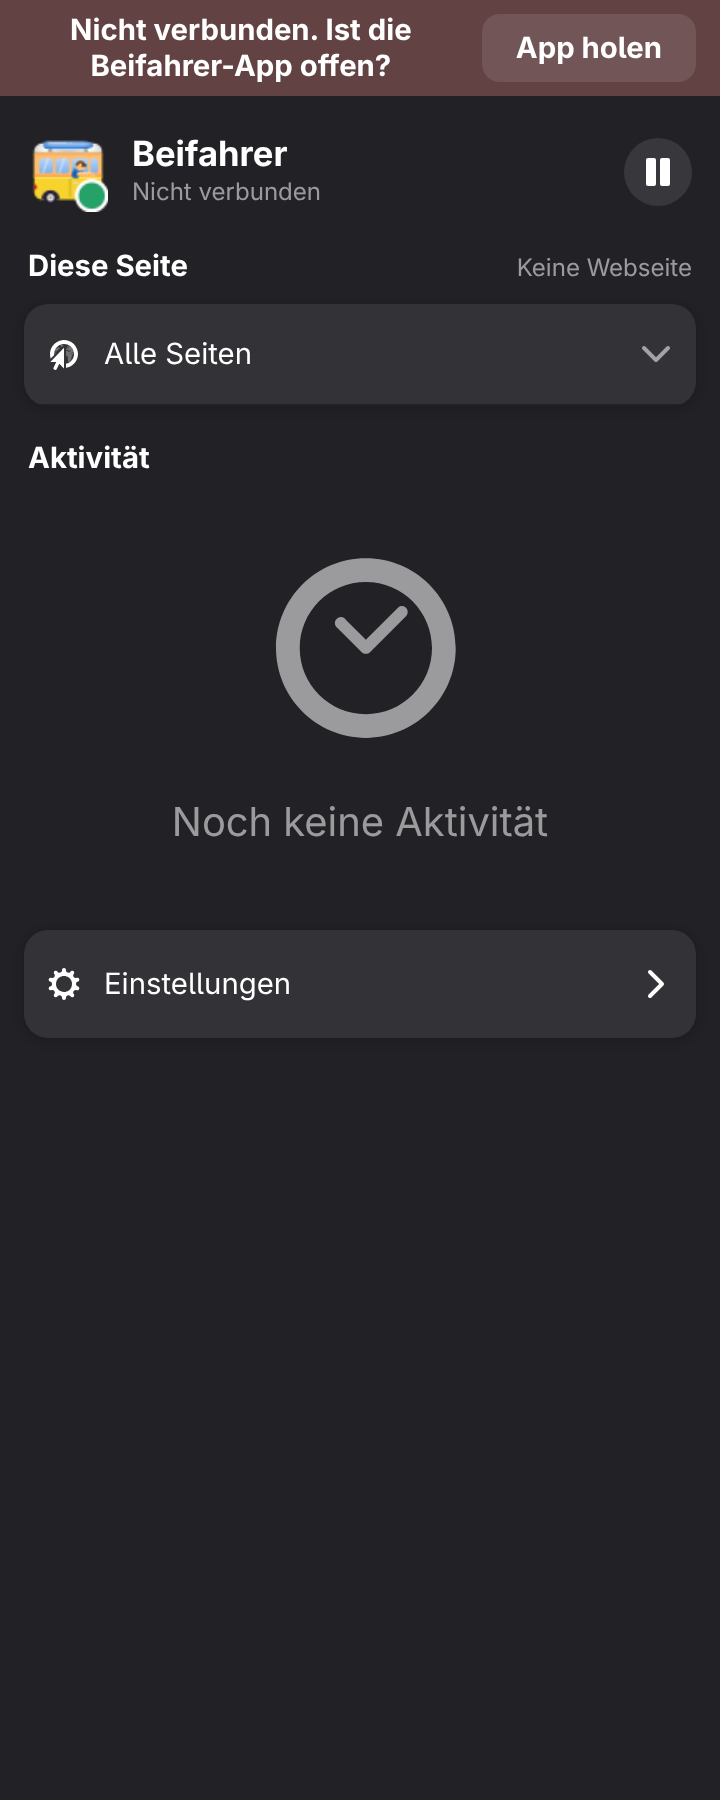 Nicht verbunden. Ist die
Beifahrer-App offen?
App holen
Beifahrer
Nicht verbunden
Diese Seite
Keine Webseite
Alle Seiten
Aktivität
Noch keine Aktivität
Einstellungen